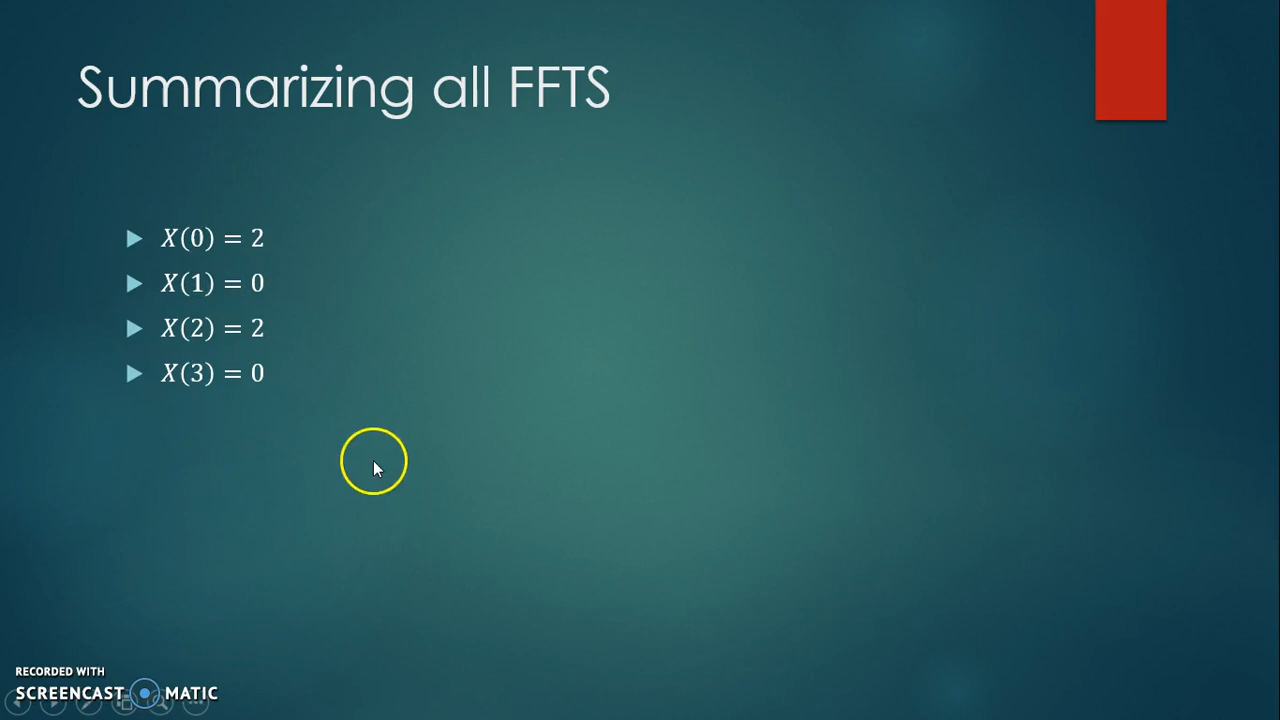 Summarizing all FFTS
X(0) = 2
X(1) = 0
X(2) = 2
X(3) = 0
RECORDED WITH
SCREENCAST MATIC